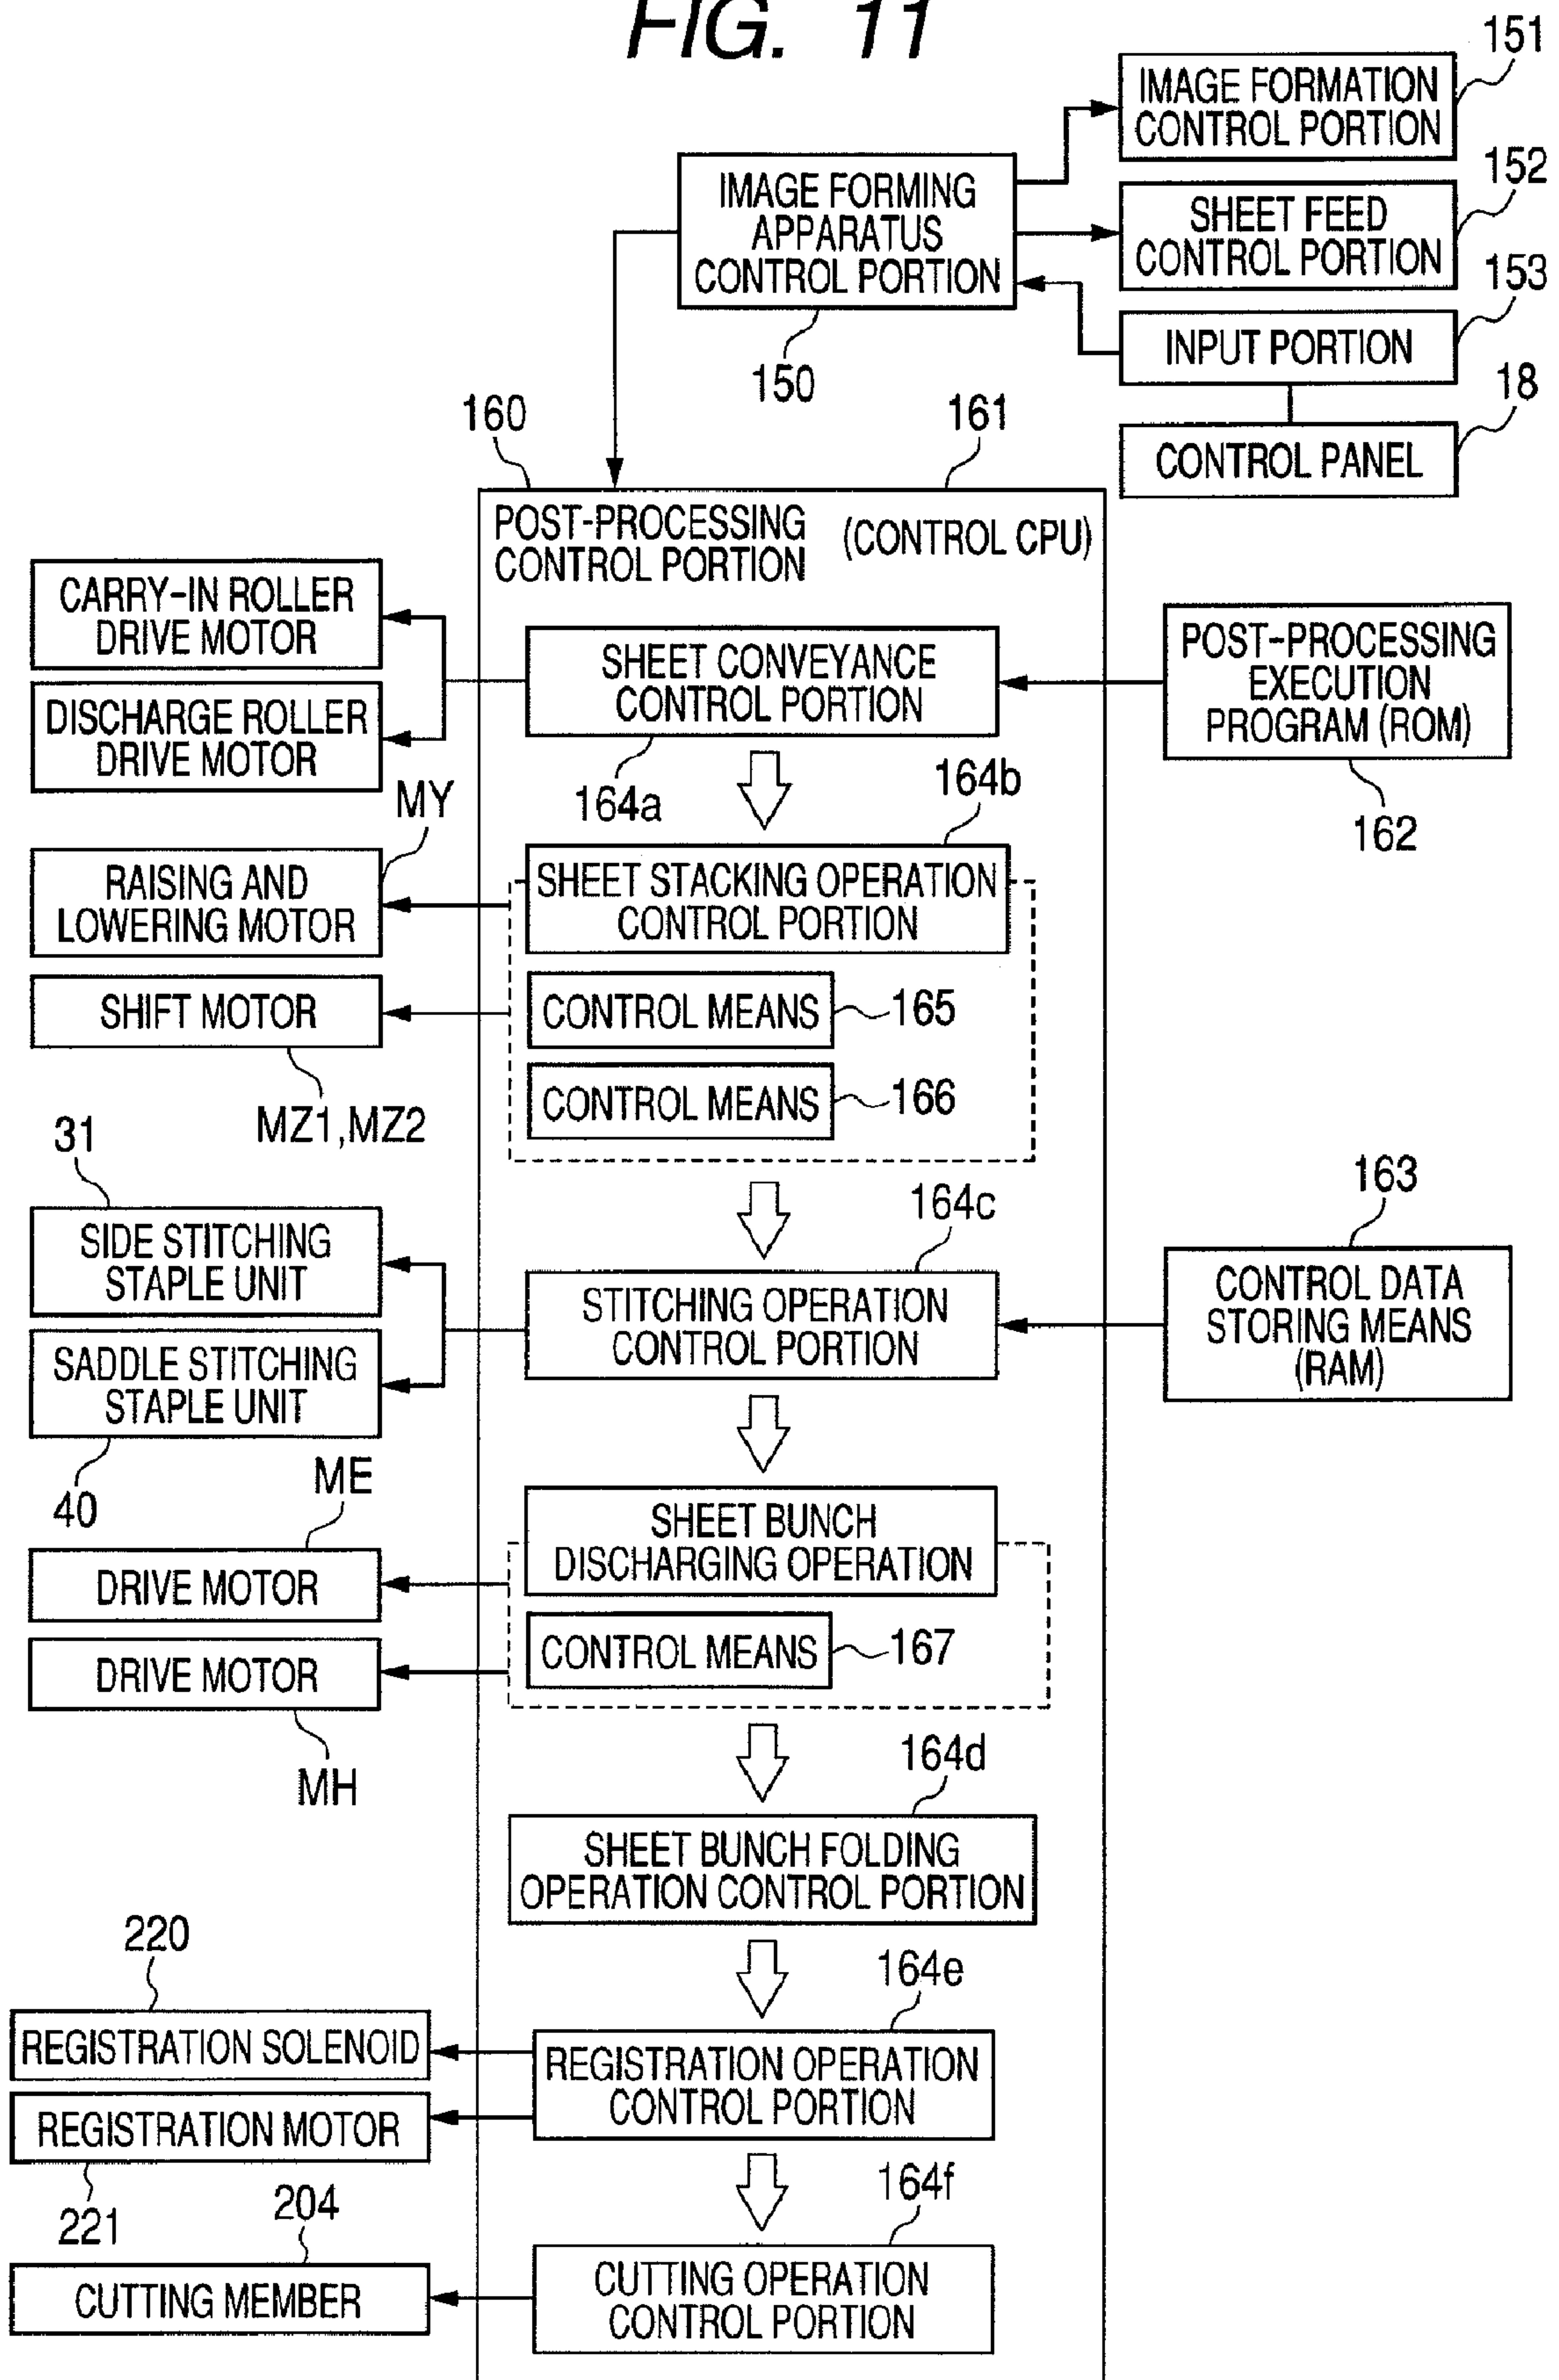 FIG. 11
151
IMAGE FORMATION
CONTROL PORTION
152
IMAGE FORMING
APPARATUS
CONTROL PORTION
150
SHEET FEED
CONTROL PORTION
153
INPUT PORTION
18
CONTROL PANEL
160
161
POST-PROCESSING
CONTROL PORTION
(CONTROL CPU)
CARRY-IN ROLLER
DRIVE MOTOR
DISCHARGE ROLLER
DRIVE MOTOR
SHEET CONVEYANCE
CONTROL PORTION
164a
POST-PROCESSING
EXECUTION
PROGRAM (ROM)
162
MY
164b
RAISING AND
LOWERING MOTOR
SHEET STACKING OPERATION
CONTROL PORTION
SHIFT MOTOR
MZ1,MZ2
CONTROL MEANS
165
CONTROL MEANS
166
31
SIDE STITCHING
STAPLE UNIT
SADDLE STITCHING
STAPLE UNIT
40
164c
STITCHING OPERATION
CONTROL PORTION
163
CONTROL DATA
STORING MEANS
(RAM)
ME
DRIVE MOTOR
DRIVE MOTOR
MH
SHEET BUNCH
DISCHARGING OPERATION
CONTROL MEANS
167
164d
SHEET BUNCH FOLDING
OPERATION CONTROL PORTION
220
REGISTRATION SOLENOID
REGISTRATION MOTOR
221
164e
REGISTRATION OPERATION
CONTROL PORTION
204
CUTTING MEMBER
164f
CUTTING OPERATION
CONTROL PORTION